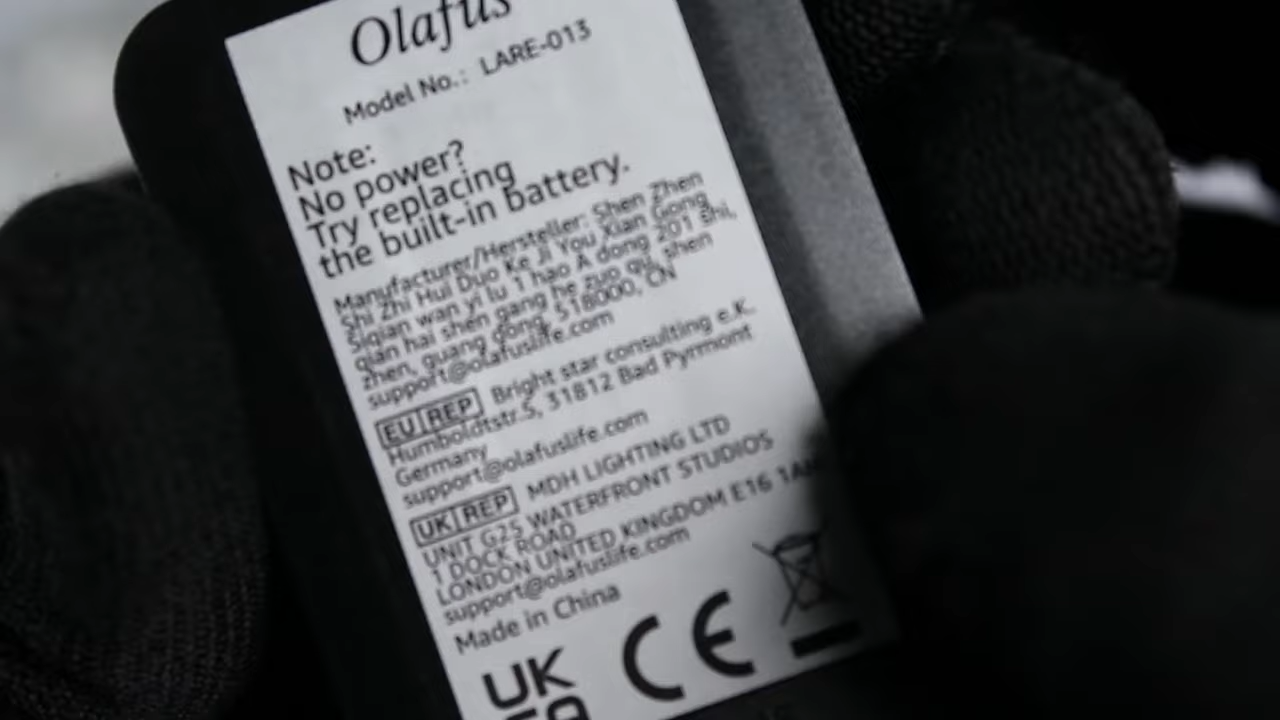 Olafus
Model No.: LARE-013
Note:
No power?
Try replacing
the built-in battery.
Manufacturer/Hersteller: Shen Zhen
Shi Zhi Hui Duo Ke Ji You Xian Gong
Siqian wan yi lu 1 hao A dong 201 shi,
qian hai shen gang he zuo qu, shen
zhen, guang dong, 518000, CN
support@olafuslife.com
EU REP Bright star consulting e.K.
Humboldtstr.5, 31812 Bad Pyrmont
Germany
support@olafuslife.com
UK REP MDH LIGHTING LTD
UNIT G25 WATERFRONT STUDIOS
1 DOCK ROAD
LONDON UNITED KINGDOM E16
support@olafuslife.com
Made in China
UK
CA
CE